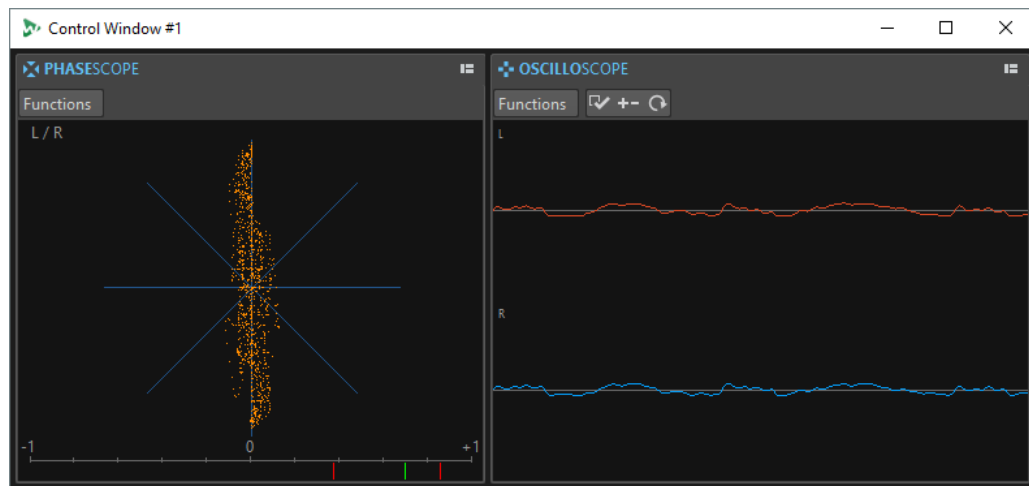 Control Window #1
PHASESCOPE
Functions
L / R
-1
0
+1
OSCILLOSCOPE
Functions
L
R